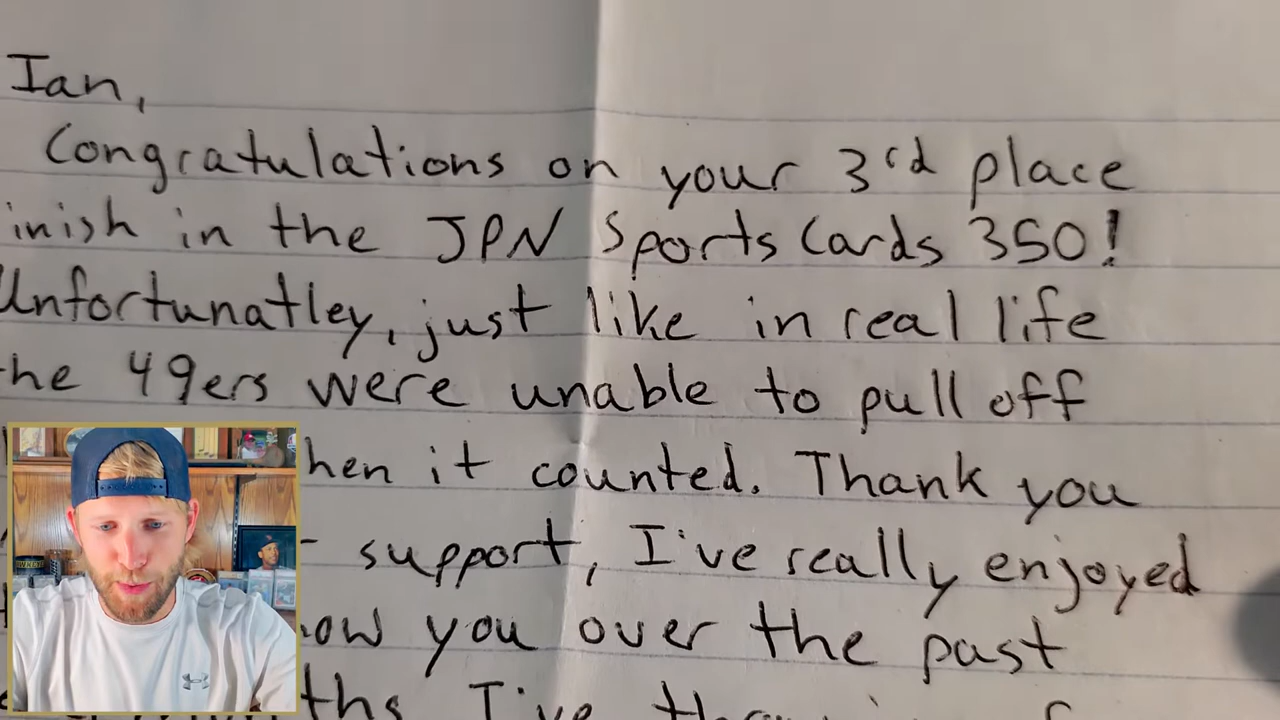 Ian,
Congratulations on your 3rd place
inish in the JPN Sports Cards 350!
Unfortunatley, just like in real life
he 49ers were unable to pull off
hen it counted. Thank you
support, I've really enjoyed
ow you over the past
ths I've